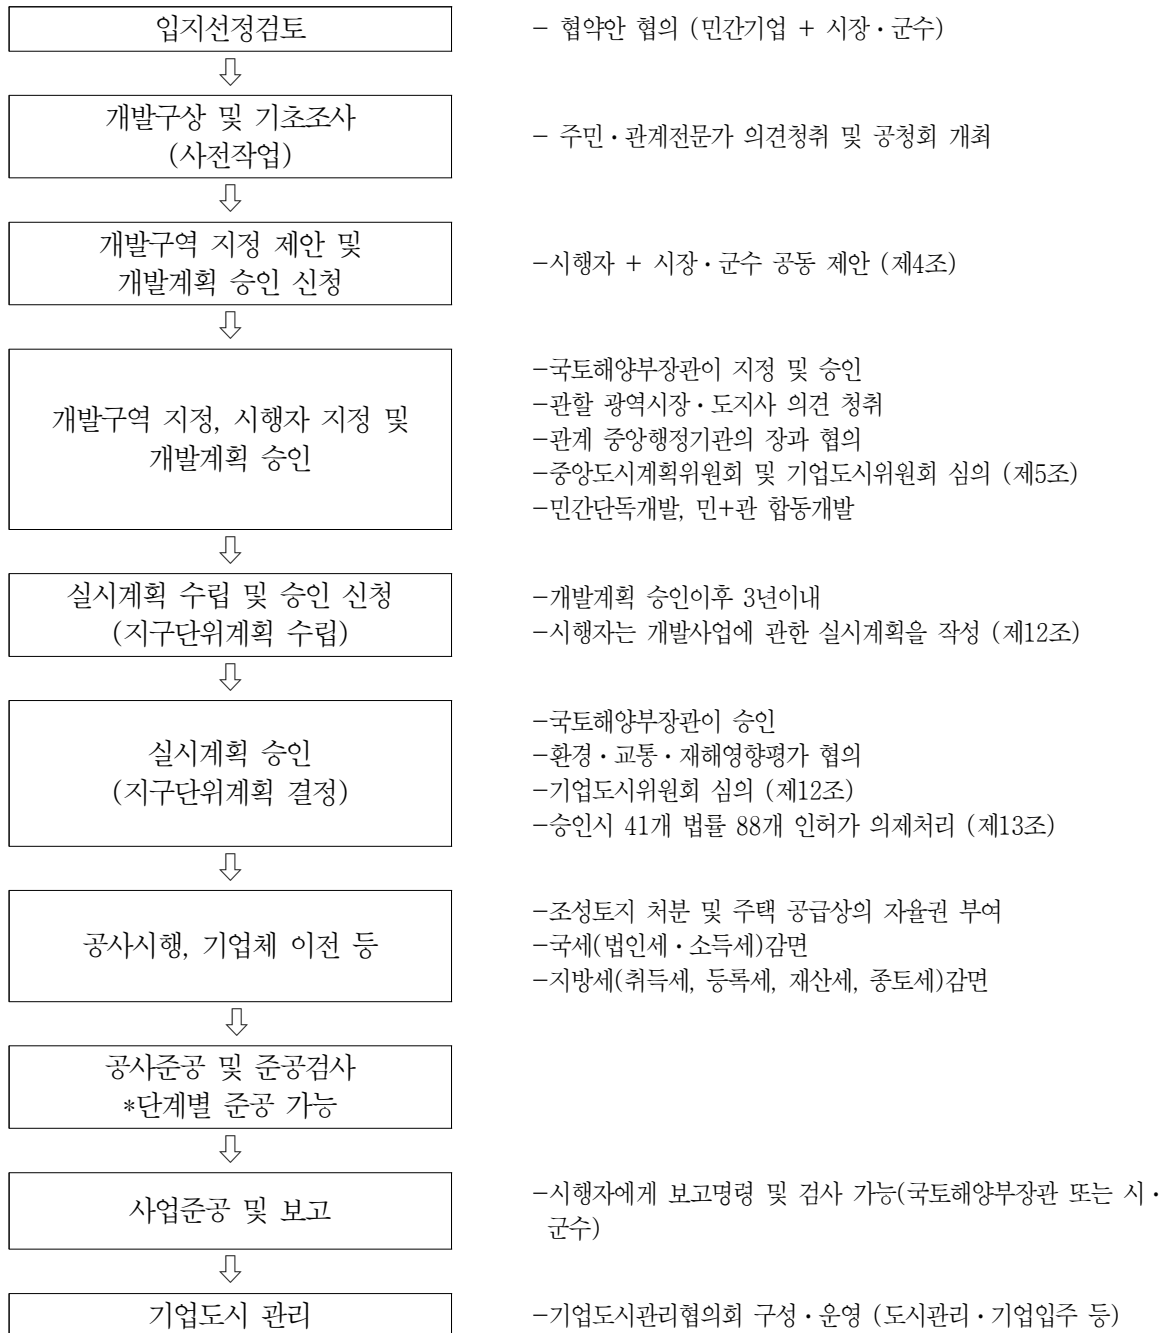 입지선정검토
- 협약안 협의 (민간기업 + 시장·군수)
개발구상 및 기초조사
(사전작업)
- 주민·관계전문가 의견청취 및 공청회 개최
개발구역 지정 제안 및
개발계획 승인 신청
-시행자 + 시장·군수 공동 제안 (제4조)
개발구역 지정, 시행자 지정 및
개발계획 승인
-국토해양부장관이 지정 및 승인
-관할 광역시장·도지사 의견 청취
-관계 중앙행정기관의 장과 협의
-중앙도시계획위원회 및 기업도시위원회 심의 (제5조)
-민간단독개발, 민+관 합동개발
실시계획 수립 및 승인 신청
(지구단위계획 수립)
-개발계획 승인이후 3년이내
-시행자는 개발사업에 관한 실시계획을 작성 (제12조)
실시계획 승인
(지구단위계획 결정)
-국토해양부장관이 승인
-환경·교통·재해영향평가 협의
-기업도시위원회 심의 (제12조)
-승인시 41개 법률 88개 인허가 의제처리 (제13조)
공사시행, 기업체 이전 등
-조성토지 처분 및 주택 공급상의 자율권 부여
-국세(법인세·소득세)감면
-지방세(취득세, 등록세, 재산세, 종토세)감면
공사준공 및 준공검사
*단계별 준공 가능
사업준공 및 보고
-시행자에게 보고명령 및 검사 가능(국토해양부장관 또는 시·
군수)
기업도시 관리
-기업도시관리협의회 구성·운영 (도시관리·기업입주 등)